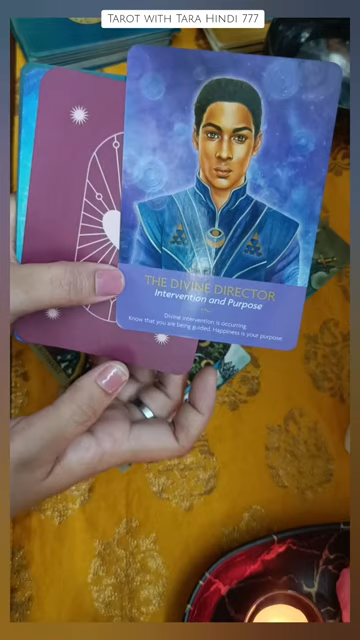 TAROT WITH TARA HINDI 777
THE DIVINE DIRECTOR
Intervention and Purpose
Divine intervention is occurring.
Know that you are being guided. Happiness is your purpose.